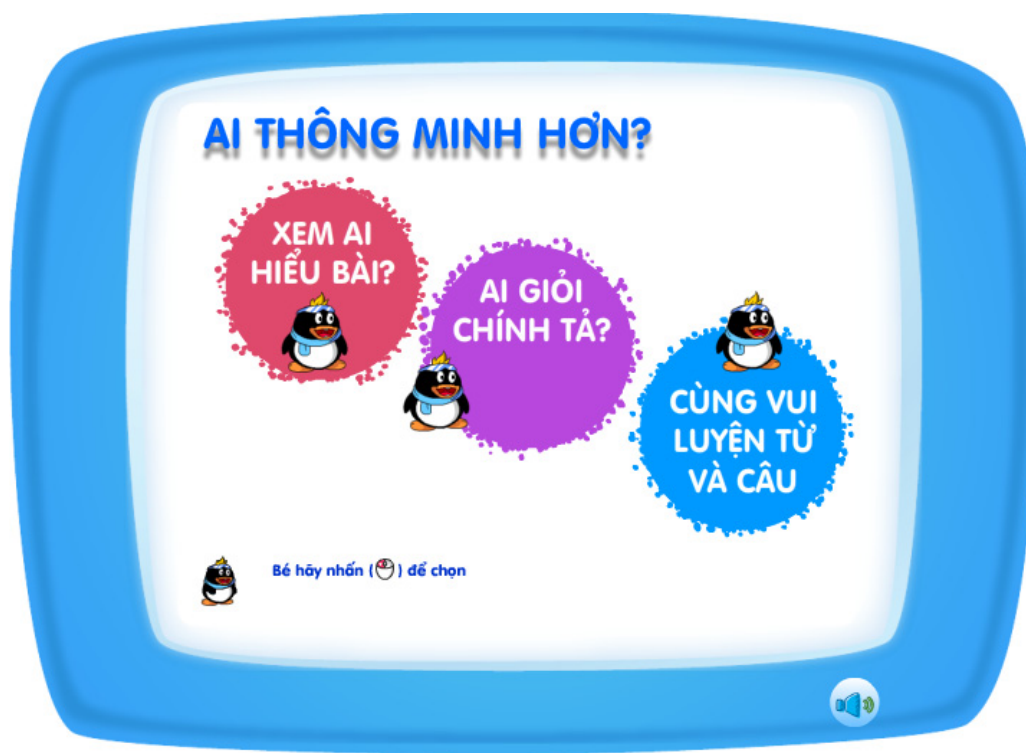 AI THÔNG MINH HƠN?
XEM AI
HIỂU BÀI?
AI GIỎI
CHÍNH TẢ?
CÙNG VUI
LUYỆN TỪ
VÀ CÂU
Bé hãy nhấn ( ) để chọn